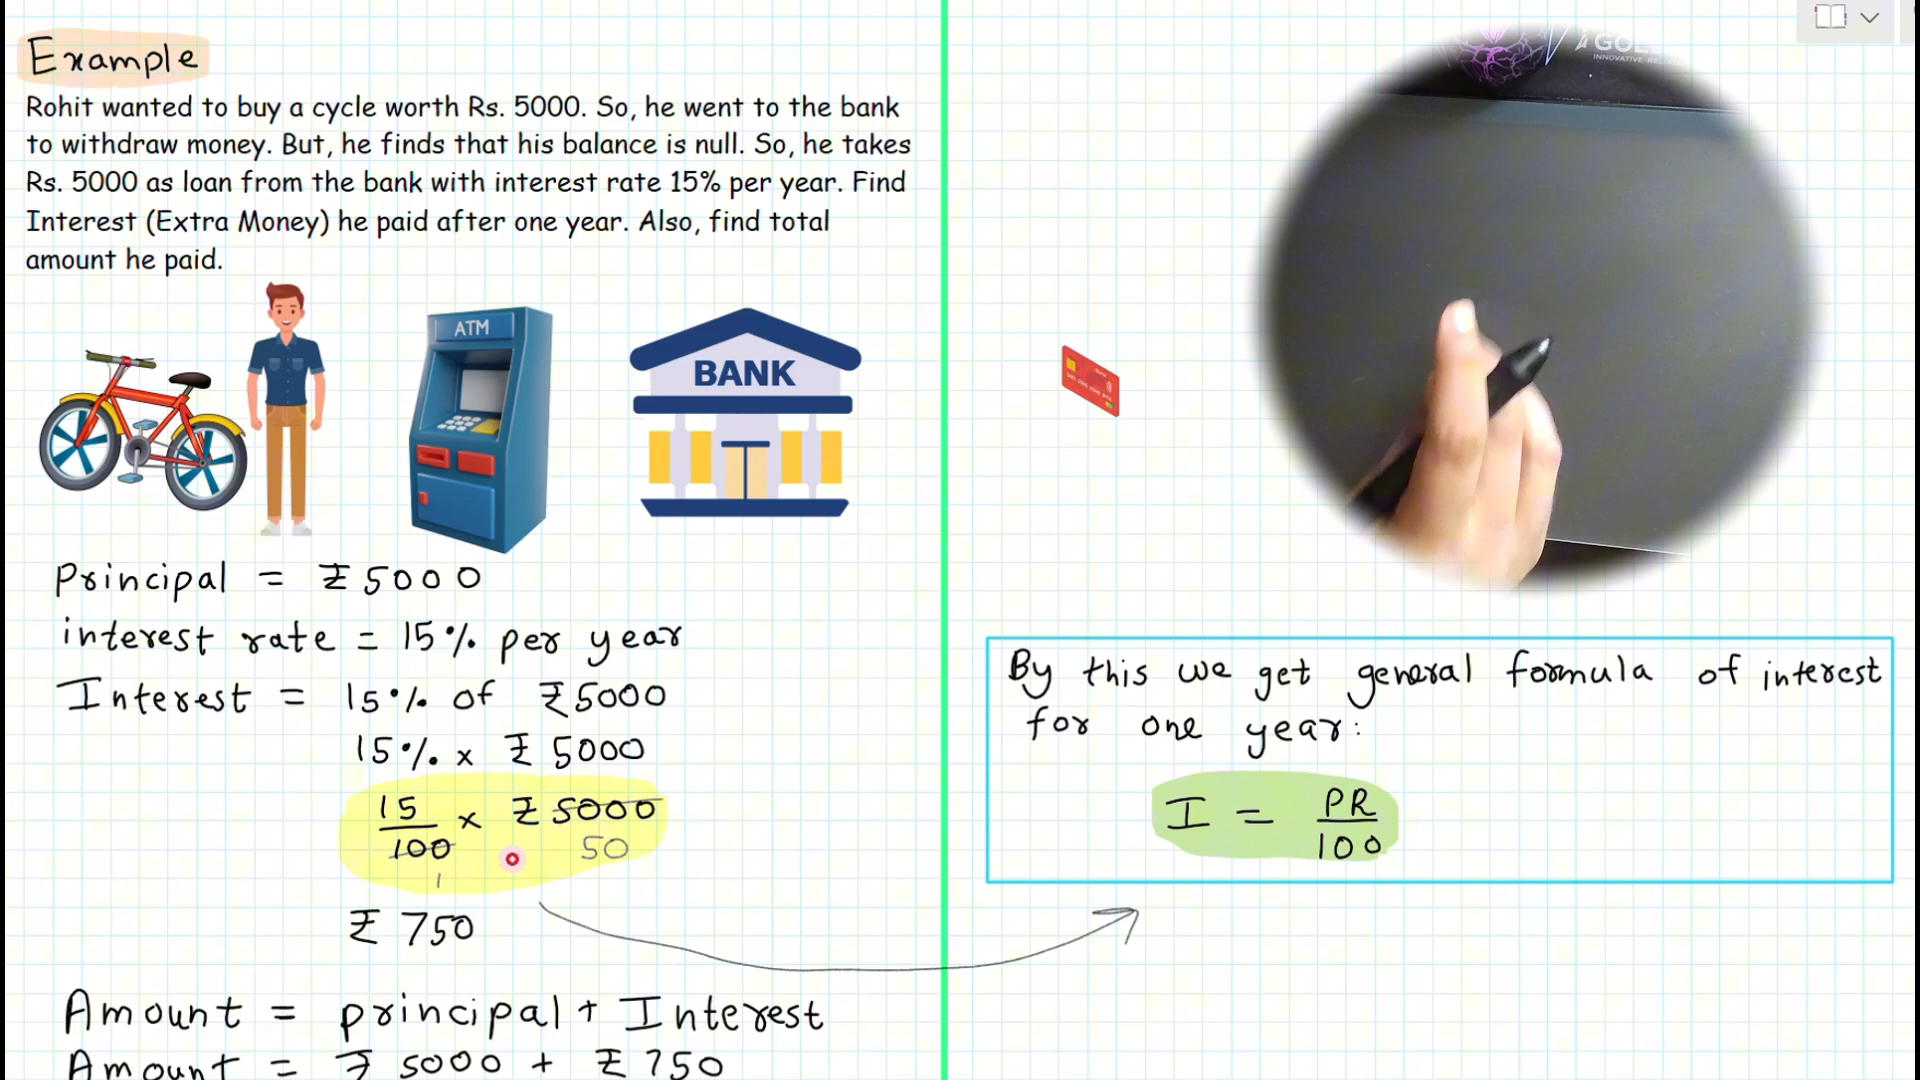 Example
Rohit wanted to buy a cycle worth Rs. 5000. So, he went to the bank
to withdraw money. But, he finds that his balance is null. So, he takes
Rs. 5000 as loan from the bank with interest rate 15% per year. Find
Interest (Extra Money) he paid after one year. Also, find total
amount he paid.
ATM
BANK
Principal = ₹ 5000
interest rate = 15% per year
Interest = 15% of ₹5000
15% x ₹ 5000
15/100 x ₹ 5000
50
1
₹ 750
Amount = principal + Interest
Amount = ₹ 5000 + ₹ 750
By this we get general formula of interest
for one year:
I = PR/100